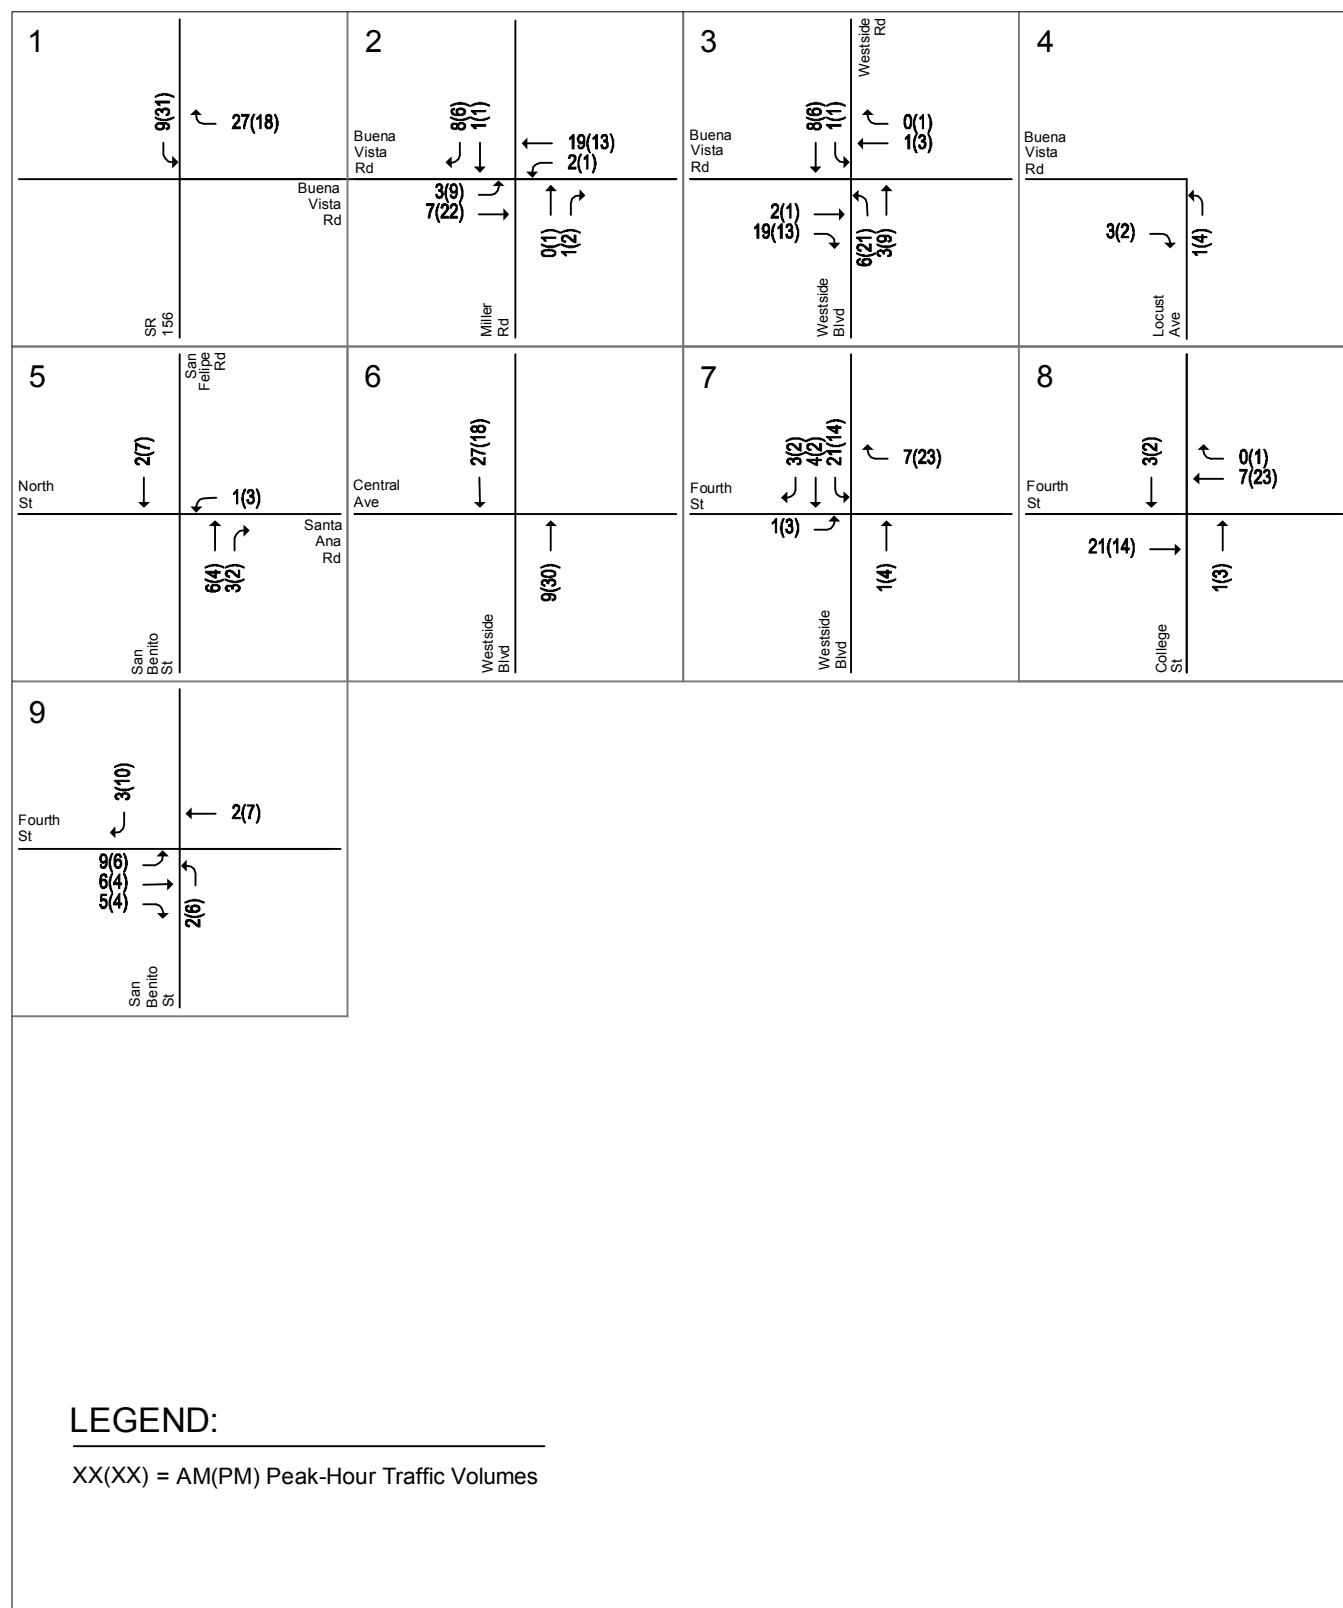 1
9(31)
27(18)
Buena
Vista
Rd
SR
156
2
Buena
Vista
Rd
8(6)
1(1)
19(13)
2(1)
3(9)
7(22)
0(1)
1(2)
Miller
Rd
3
Westside
Rd
Buena
Vista
Rd
8(6)
1(1)
0(1)
1(3)
2(1)
19(13)
6(21)
3(9)
Westside
Blvd
4
Buena
Vista
Rd
3(2)
1(4)
Locust
Ave
5
San
Felipe
Rd
2(7)
North
St
1(3)
Santa
Ana
Rd
6(4)
3(2)
San
Benito
St
6
27(18)
Central
Ave
9(30)
Westside
Blvd
7
3(2)
4(2)
21(14)
7(23)
Fourth
St
1(3)
1(4)
Westside
Blvd
8
3(2)
0(1)
7(23)
Fourth
St
21(14)
1(3)
College
St
9
3(10)
2(7)
Fourth
St
9(6)
6(4)
5(4)
2(6)
San
Benito
St
LEGEND:
XX(XX) = AM(PM) Peak-Hour Traffic Volumes